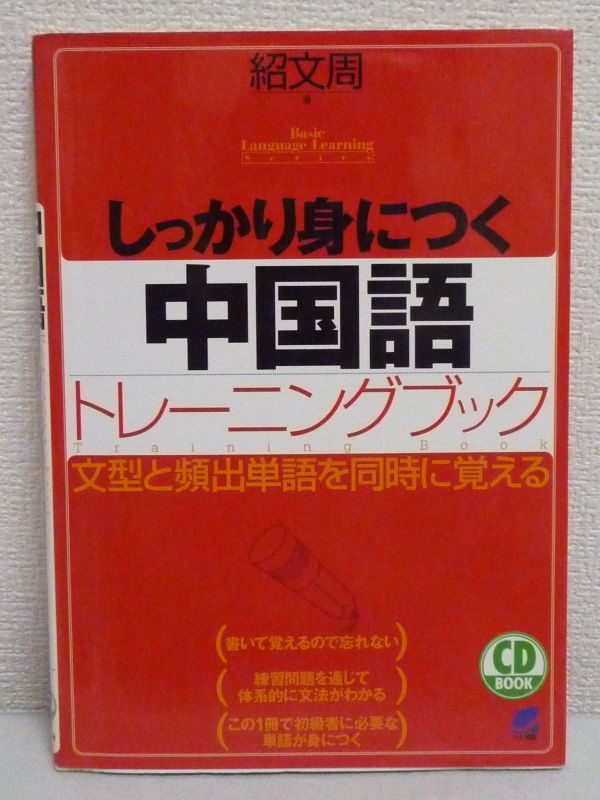 紹文周
著
Basic
Language Learning
Series
しっかり身につく
中国語
トレーニングブック
Training Book
文型と頻出単語を同時に覚える
書いて覚えるので忘れない
練習問題を通じて
体系的に文法がわかる
この1冊で初級者に必要な
単語が身につく
CD
BOOK